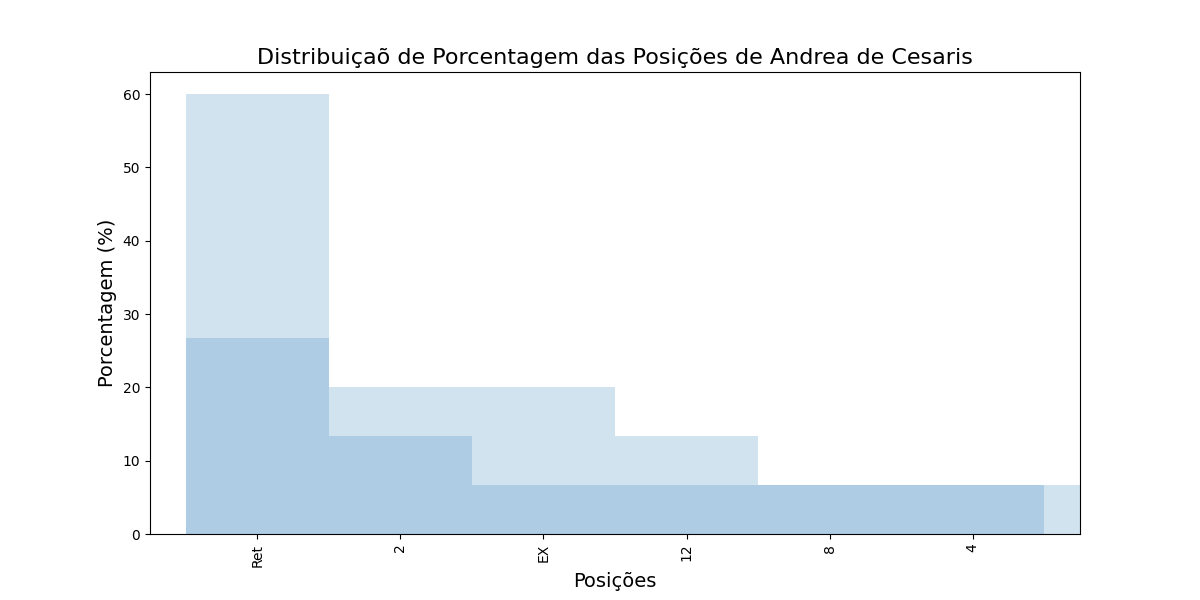 Distribuiçaõ de Porcentagem das Posições de Andrea de Cesaris
Porcentagem (%)
60
50
40
30
20
10
0
Ret
2
EX
12
8
4
Posições